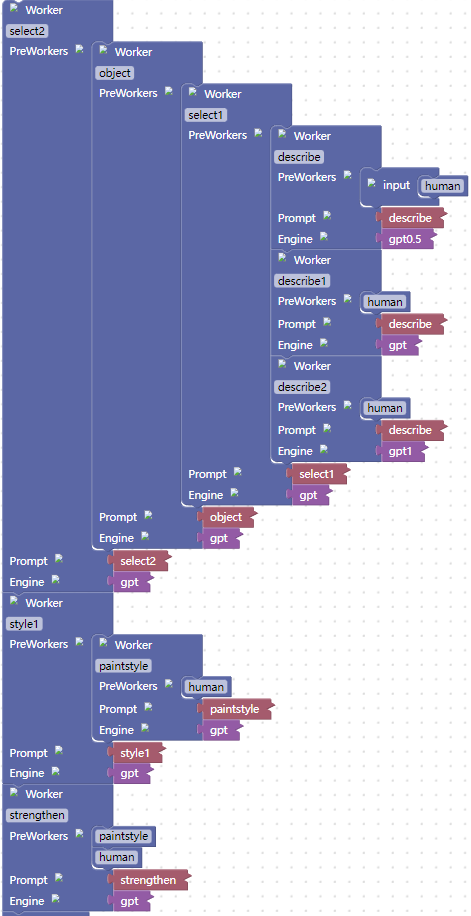 Worker
select2
PreWorkers Worker
object
PreWorkers Worker
select1
PreWorkers Worker
describe
PreWorkers input human
Prompt describe
Engine gpt0.5
Worker
describe1
PreWorkers human
Prompt describe
Engine gpt
Worker
describe2
PreWorkers human
Prompt describe
Engine gpt1
Prompt select1
Engine gpt
Prompt object
Engine gpt
Prompt select2
Engine gpt
Worker
style1
PreWorkers Worker
paintstyle
PreWorkers human
Prompt paintstyle
Engine gpt
Prompt style1
Engine gpt
Worker
strengthen
PreWorkers paintstyle
human
Prompt strengthen
Engine gpt